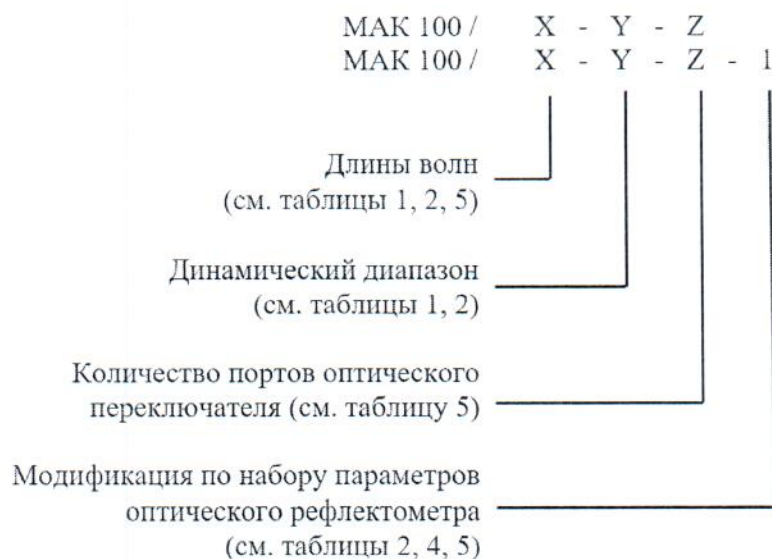 МАК 100 / X - Y - Z
МАК 100 / X - Y - Z - 1
Длины волн
(см. таблицы 1, 2, 5)
Динамический диапазон
(см. таблицы 1, 2)
Количество портов оптического
переключателя (см. таблицу 5)
Модификация по набору параметров
оптического рефлектометра
(см. таблицы 2, 4, 5)